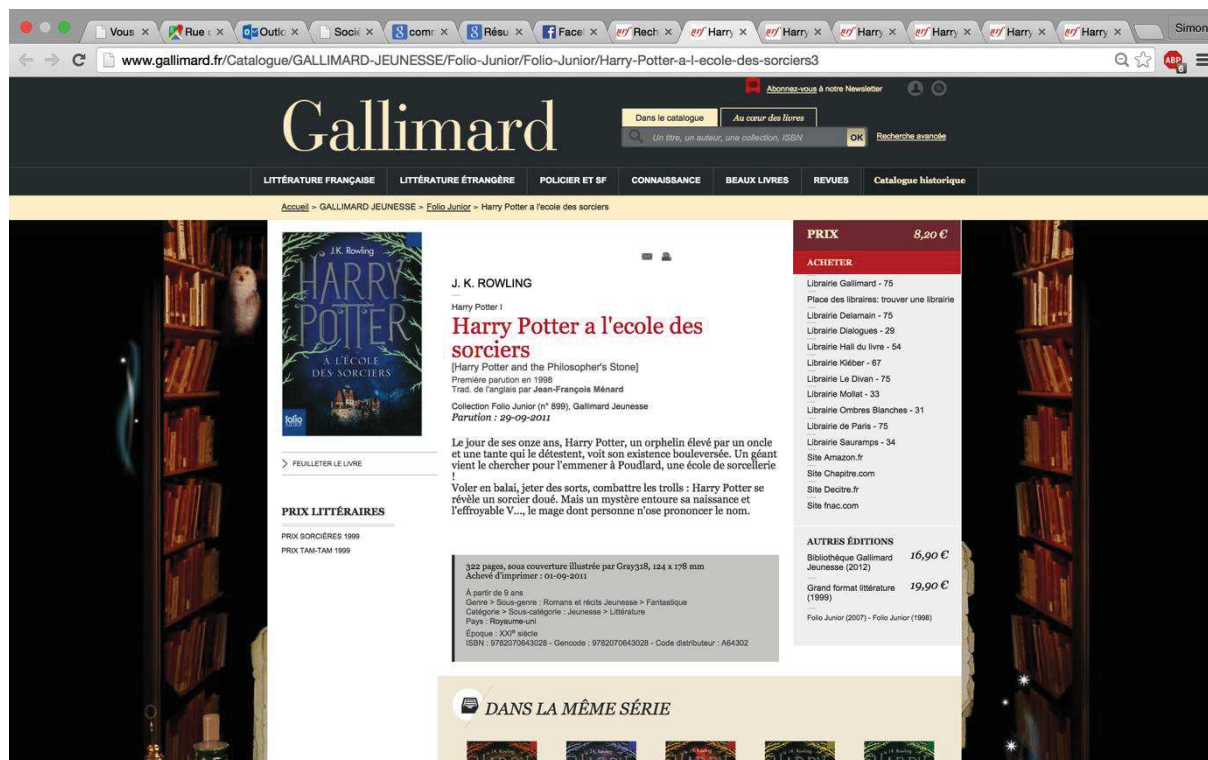 Vous
Rue
Outlo
Socié
comr
Résu
Facel
Rech
Harry
Harry
Harry
Harry
Harry
Harry
Simon
www.gallimard.fr/Catalogue/GALLIMARD-JEUNESSE/Folio-Junior/Folio-Junior/Harry-Potter-a-l-ecole-des-sorciers3
ABP
6
Abonnez-vous à notre Newsletter
Gallimard
Dans le catalogue
Au cœur des livres
Un titre, un auteur, une collection, ISBN
OK
Recherche avancée
LITTÉRATURE FRANÇAISE
LITTÉRATURE ÉTRANGÈRE
POLICIER ET SF
CONNAISSANCE
BEAUX LIVRES
REVUES
Catalogue historique
Accueil > GALLIMARD JEUNESSE > Folio Junior > Harry Potter a l'ecole des sorciers
J.K. Rowling
HARRY
POTTER
À L'ÉCOLE
DES SORCIERS
folio
FEUILLETER LE LIVRE
PRIX LITTÉRAIRES
PRIX SORCIÈRES 1999
PRIX TAM-TAM 1999
J. K. ROWLING
Harry Potter I
Harry Potter a l'ecole des
sorciers
[Harry Potter and the Philosopher's Stone]
Première parution en 1998
Trad. de l'anglais par Jean-François Ménard
Collection Folio Junior (n° 899), Gallimard Jeunesse
Parution : 29-09-2011
Le jour de ses onze ans, Harry Potter, un orphelin élevé par un oncle
et une tante qui le détestent, voit son existence bouleversée. Un géant
vient le chercher pour l'emmener à Poudlard, une école de sorcellerie
!
Voler en balai, jeter des sorts, combattre les trolls : Harry Potter se
révèle un sorcier doué. Mais un mystère entoure sa naissance et
l'effroyable V..., le mage dont personne n'ose prononcer le nom.
322 pages, sous couverture illustrée par Gray318, 124 x 178 mm
Achevé d'imprimer : 01-09-2011
À partir de 9 ans
Genre > Sous-genre : Romans et récits Jeunesse > Fantastique
Catégorie > Sous-catégorie : Jeunesse > Littérature
Pays : Royaume-uni
Époque : XXIe siècle
ISBN : 9782070643028 - Gencode : 9782070643028 - Code distributeur : A64302
PRIX 8,20 €
ACHETER
Librairie Gallimard - 75
Place des libraires: trouver une librairie
Librairie Delamain - 75
Librairie Dialogues - 29
Librairie Hall du livre - 54
Librairie Kléber - 67
Librairie Le Divan - 75
Librairie Mollat - 33
Librairie Ombres Blanches - 31
Librairie de Paris - 75
Librairie Sauramps - 34
Site Amazon.fr
Site Chapitre.com
Site Decitre.fr
Site fnac.com
AUTRES ÉDITIONS
Bibliothèque Gallimard 16,90 €
Jeunesse (2012)
Grand format littérature 19,90 €
(1999)
Folio Junior (2007) - Folio Junior (1998)
DANS LA MÊME SÉRIE